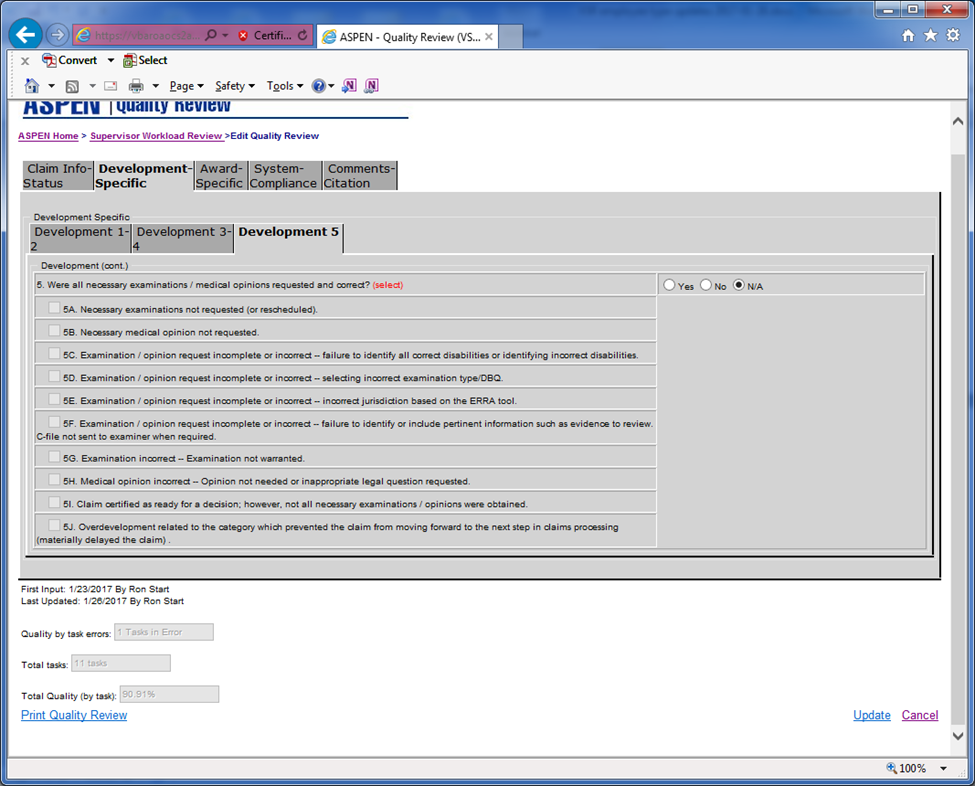 https://vbaroaocs2a
Certifi...
ASPEN - Quality Review (VS...
Convert
Select
Page
Safety
Tools
ASPEN | Quality Review
ASPEN Home > Supervisor Workload Review >Edit Quality Review
Claim Info-
Status
Development-
Specific
Award-
Specific
System-
Compliance
Comments-
Citation
Development Specific
Development 1-
2
Development 3-
4
Development 5
Development (cont.)
5. Were all necessary examinations / medical opinions requested and correct? (select)
Yes No N/A
5A. Necessary examinations not requested (or rescheduled).
5B. Necessary medical opinion not requested.
5C. Examination / opinion request incomplete or incorrect -- failure to identify all correct disabilities or identifying incorrect disabilities.
5D. Examination / opinion request incomplete or incorrect -- selecting incorrect examination type/DBQ.
5E. Examination / opinion request incomplete or incorrect -- incorrect jurisdiction based on the ERRA tool.
5F. Examination / opinion request incomplete or incorrect -- failure to identify or include pertinent information such as evidence to review.
C-file not sent to examiner when required.
5G. Examination incorrect -- Examination not warranted.
5H. Medical opinion incorrect -- Opinion not needed or inappropriate legal question requested.
5I. Claim certified as ready for a decision; however, not all necessary examinations / opinions were obtained.
5J. Overdevelopment related to the category which prevented the claim from moving forward to the next step in claims processing
(materially delayed the claim) .
First Input: 1/23/2017 By Ron Start
Last Updated: 1/26/2017 By Ron Start
Quality by task errors: 1 Tasks in Error
Total tasks: 11 tasks
Total Quality (by task): 90.91%
Print Quality Review
Update Cancel
100%